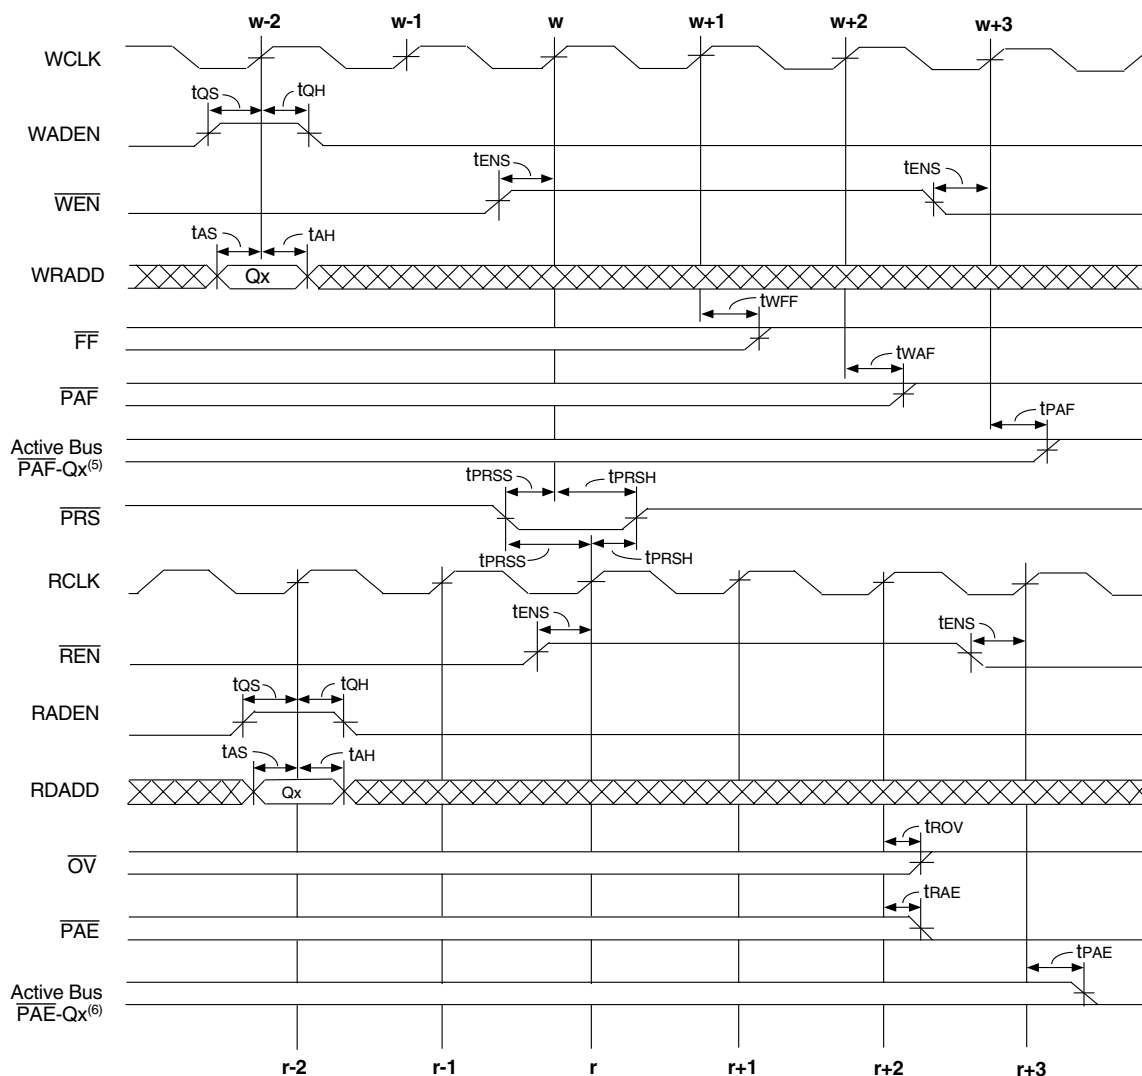 w-2 w-1 w w+1 w+2 w+3
WCLK
tQS tQH
WADEN
tENS tENS
WEN
tAS tAH
WRADD Qx
tWFF
FF
tWAF
PAF
tPAF
Active Bus
PAF-Qx(5)
tPRSS tPRSH
PRS
tPRSS tPRSH
RCLK
tENS tENS
REN
tQS tQH
RADEN
tAS tAH
RDADD Qx
tROV
OV
tRAE
PAE
tPAE
Active Bus
PAE-Qx(6)
r-2 r-1 r r+1 r+2 r+3